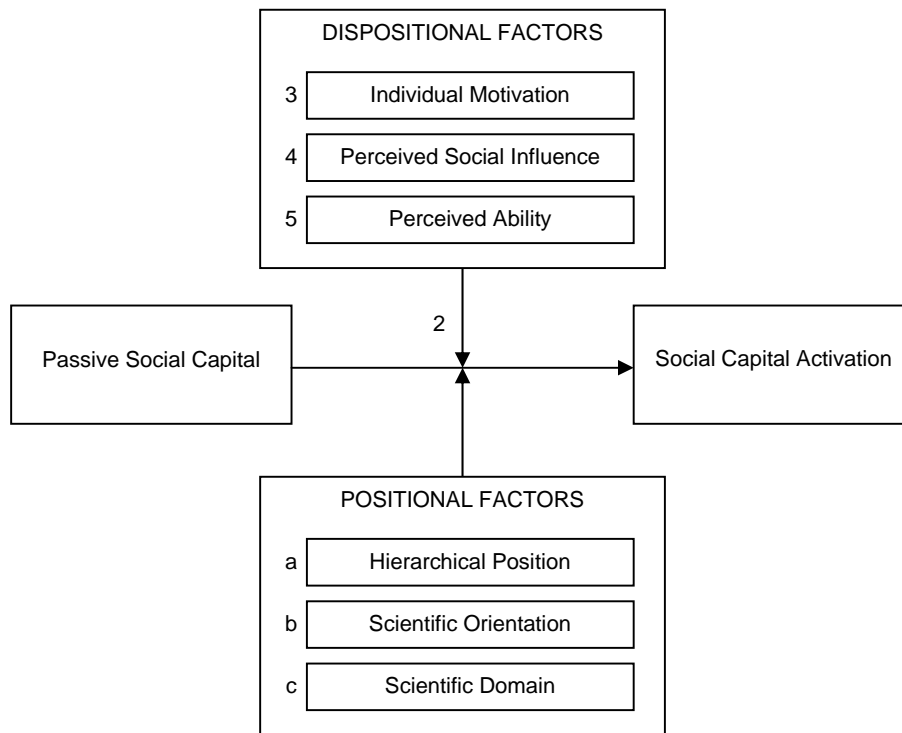 DISPOSITIONAL FACTORS
3 Individual Motivation
4 Perceived Social Influence
5 Perceived Ability
2
Passive Social Capital
Social Capital Activation
POSITIONAL FACTORS
a Hierarchical Position
b Scientific Orientation
c Scientific Domain